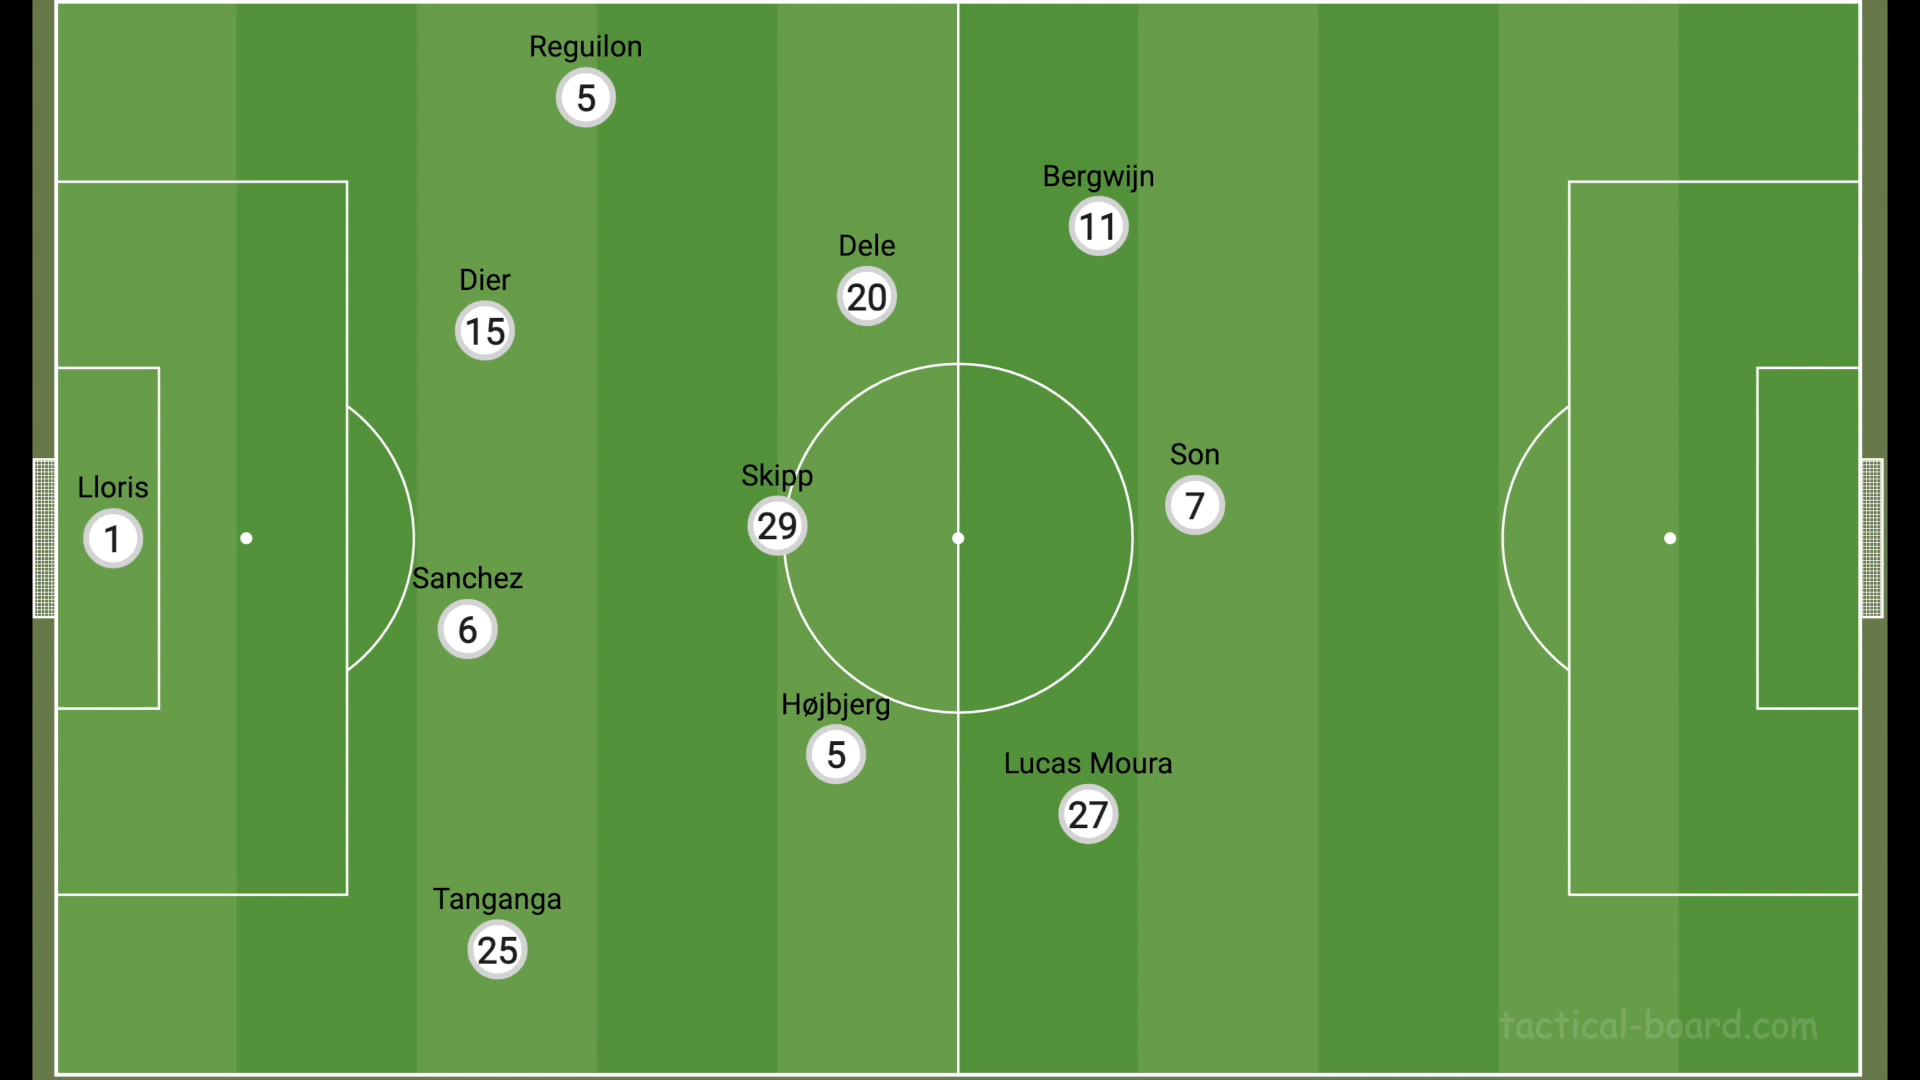 Reguilon
5
Bergwijn
11
Dele
20
Dier
15
Son
7
Skipp
29
Lloris
1
Sanchez
6
Højbjerg
5
Lucas Moura
27
Tanganga
25
tactical-board.com